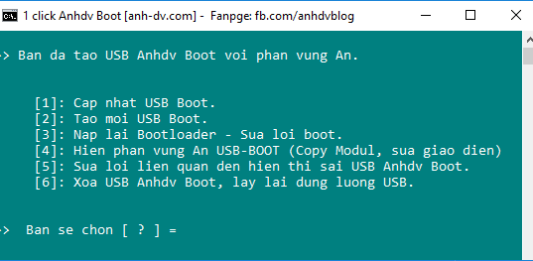 1 click Anhdv Boot [anh-dv.com] - Fanpge: fb.com/anhdvblog
> Ban da tao USB Anhdv Boot voi phan vung An.
[1]: Cap nhat USB Boot.
[2]: Tao moi USB Boot.
[3]: Nap lai Bootloader - Sua loi boot.
[4]: Hien phan vung An USB-BOOT (Copy Modul, sua giao dien)
[5]: Sua loi lien quan den hien thi sai USB Anhdv Boot.
[6]: Xoa USB Anhdv Boot, lay lai dung luong USB.
> Ban se chon [ ? ] =